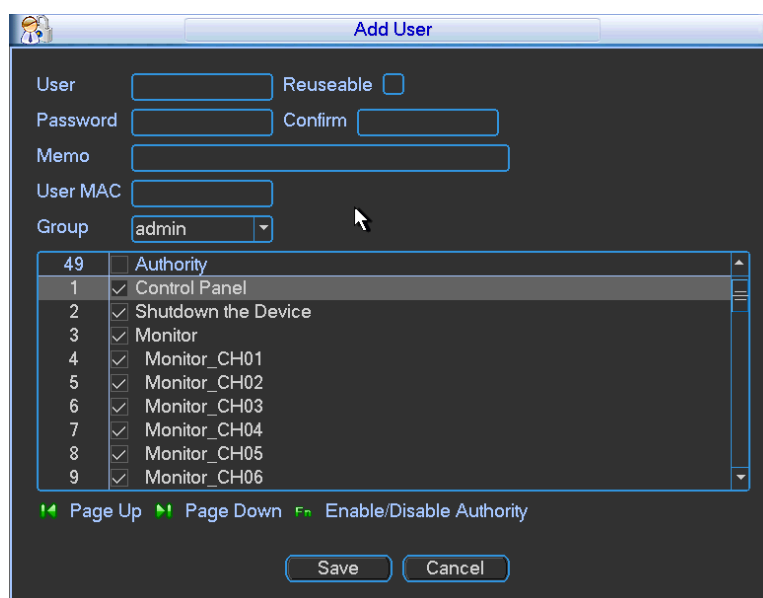 Add User
User Reuseable
Password Confirm
Memo
User MAC
Group admin
49 Authority
1 Control Panel
2 Shutdown the Device
3 Monitor
4 Monitor_CH01
5 Monitor_CH02
6 Monitor_CH03
7 Monitor_CH04
8 Monitor_CH05
9 Monitor_CH06
Page Up Page Down Fn Enable/Disable Authority
Save Cancel